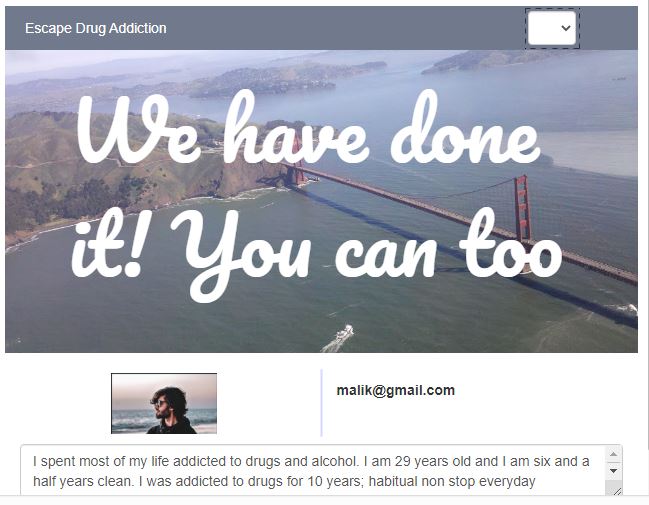 Escape Drug Addiction
We have done
it! You can too
malik@gmail.com
I spent most of my life addicted to drugs and alcohol. I am 29 years old and I am six and a
half years clean. I was addicted to drugs for 10 years; habitual non stop everyday